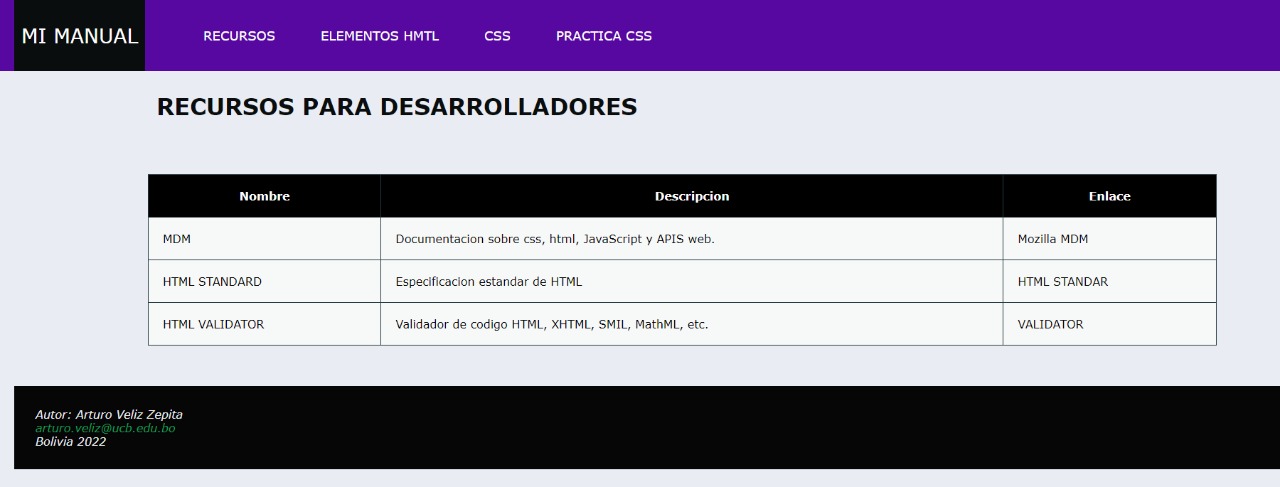 MI MANUAL RECURSOS ELEMENTOS HMTL CSS PRACTICA CSS
RECURSOS PARA DESARROLLADORES
Nombre Descripcion Enlace
MDM Documentacion sobre css, html, JavaScript y APIS web. Mozilla MDM
HTML STANDARD Especificacion estandar de HTML HTML STANDAR
HTML VALIDATOR Validador de codigo HTML, XHTML, SMIL, MathML, etc. VALIDATOR
Autor: Arturo Veliz Zepita
arturo.veliz@ucb.edu.bo
Bolivia 2022